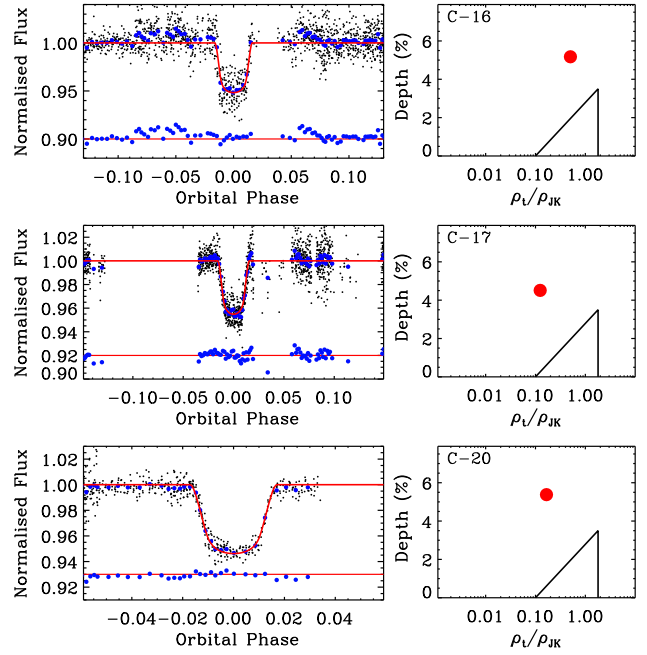 1.00
0.95
0.90
Normalised Flux
-0.10 -0.05 0.00 0.05 0.10
Orbital Phase
C-16
6
4
2
0
Depth (%)
0.01 0.10 1.00
ρt/ρJK
1.02
1.00
0.98
0.96
0.94
0.92
0.90
Normalised Flux
-0.10 -0.05 0.00 0.05 0.10
Orbital Phase
C-17
6
4
2
0
Depth (%)
0.01 0.10 1.00
ρt/ρJK
1.02
1.00
0.98
0.96
0.94
0.92
Normalised Flux
-0.04 -0.02 0.00 0.02 0.04
Orbital Phase
C-20
6
4
2
0
Depth (%)
0.01 0.10 1.00
ρt/ρJK